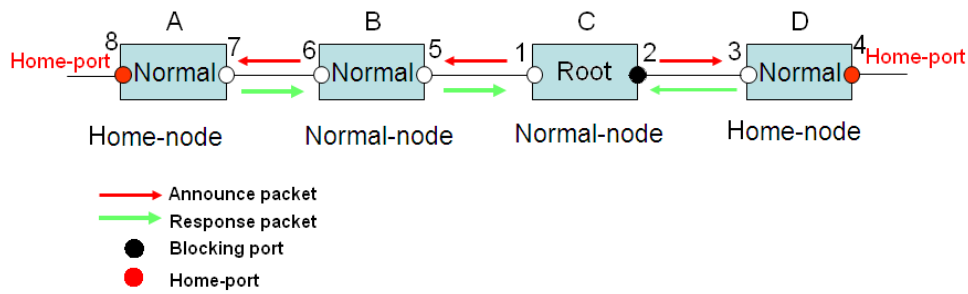 A B C D
8 7 6 5 1 2 3 4
Home-port Normal Normal Root Normal Home-port
Home-node Normal-node Normal-node Home-node
Announce packet
Response packet
Blocking port
Home-port